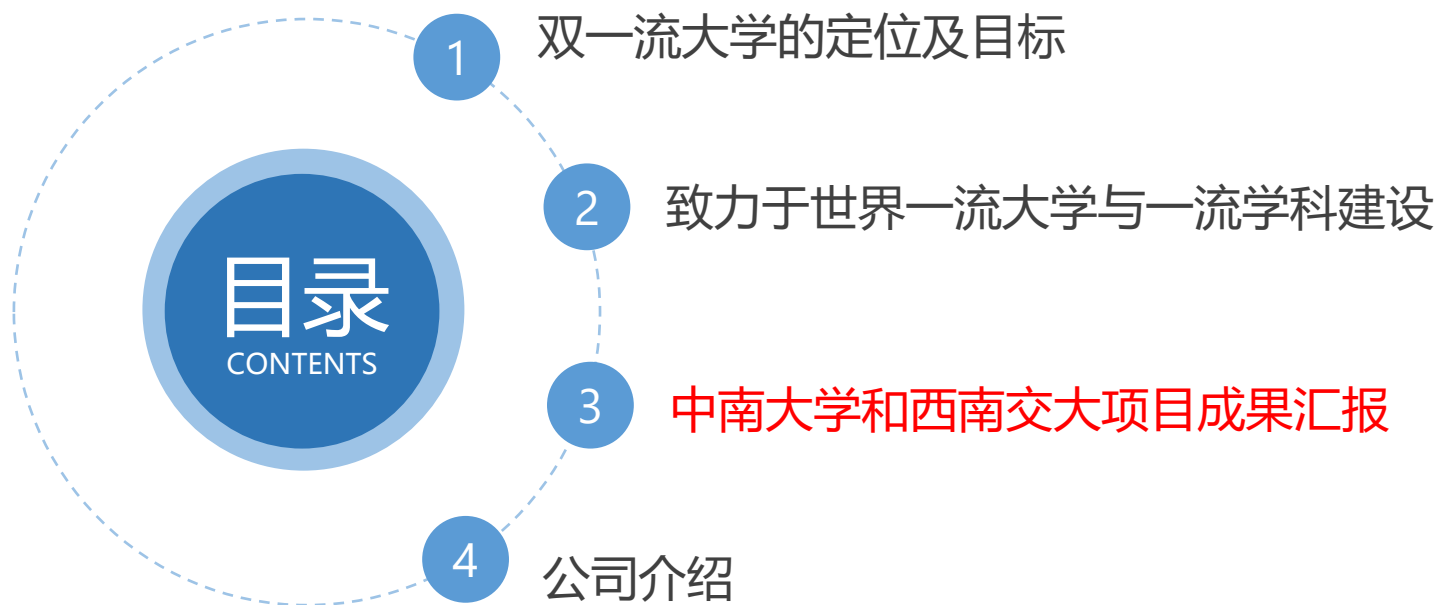 目录
CONTENTS
1
双一流大学的定位及目标
2
致力于世界一流大学与一流学科建设
3
中南大学和西南交大项目成果汇报
4
公司介绍